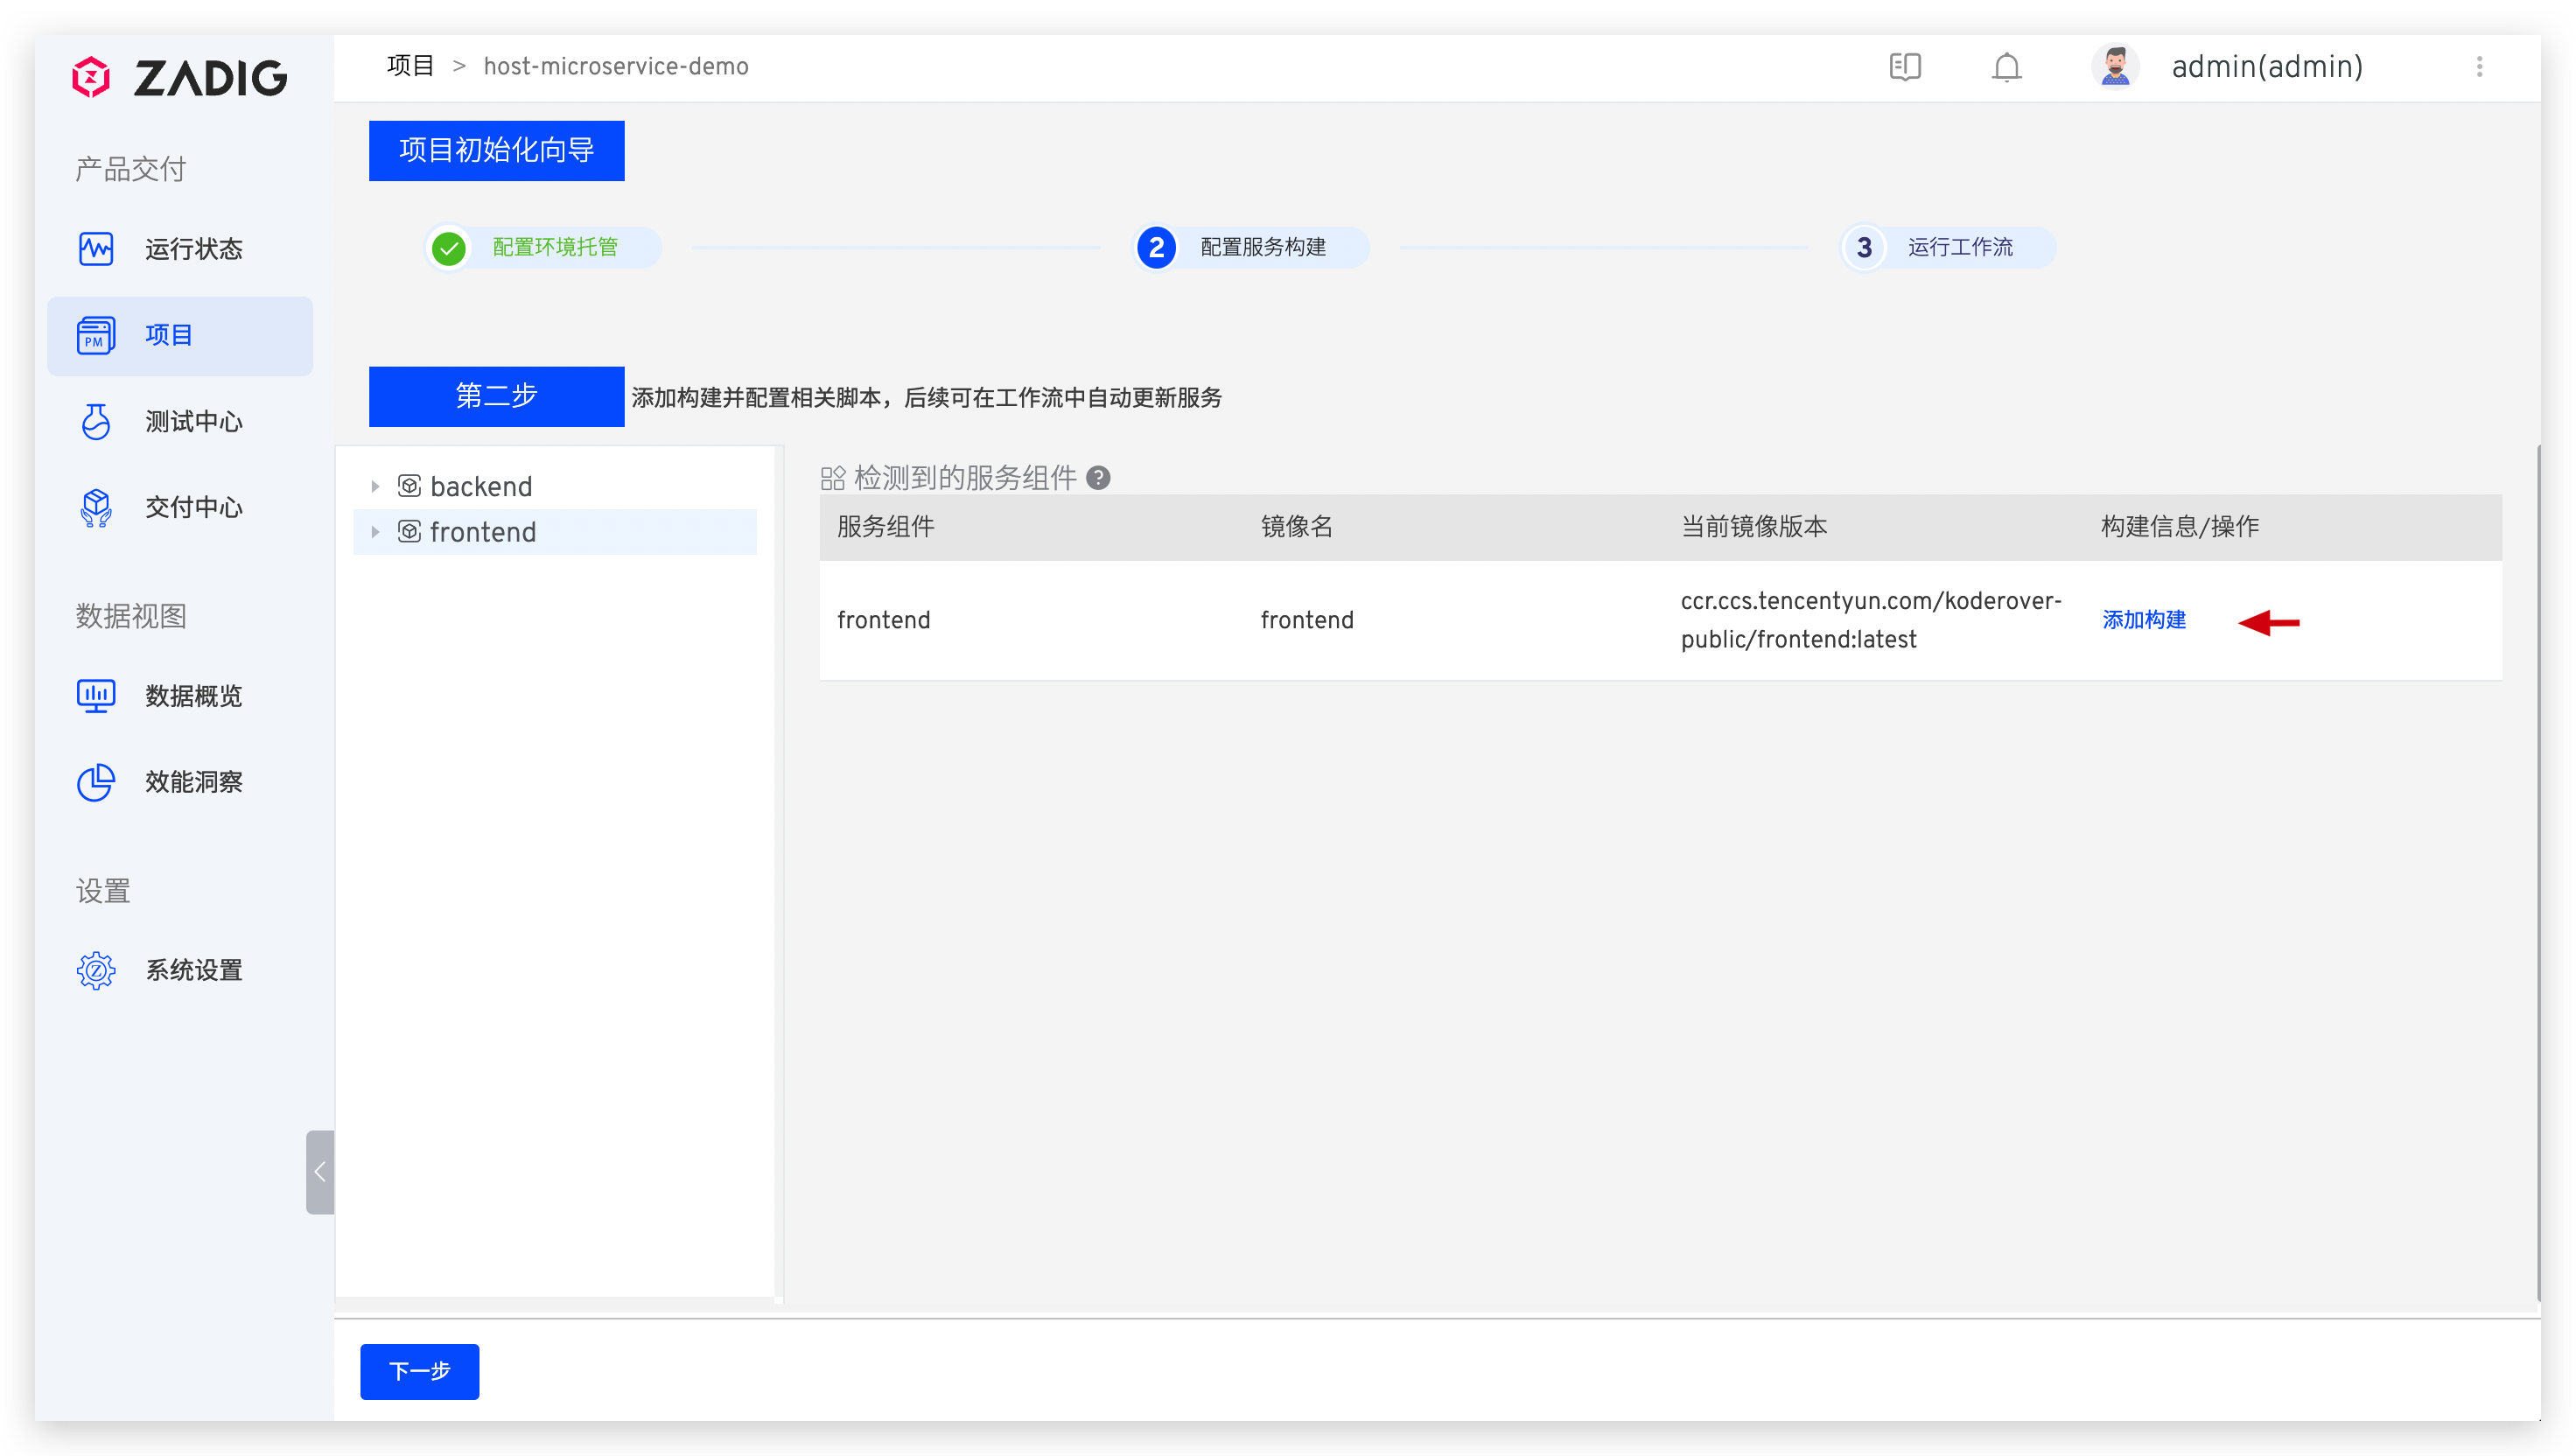 ZADIG
项目 > host-microservice-demo
admin(admin)
产品交付
运行状态
PM
项目
测试中心
交付中心
数据视图
数据概览
效能洞察
设置
Z
系统设置
项目初始化向导
配置环境托管
2 配置服务构建
3 运行工作流
第二步 添加构建并配置相关脚本，后续可在工作流中自动更新服务
backend
frontend
检测到的服务组件 ?
服务组件 镜像名 当前镜像版本 构建信息/操作
frontend frontend ccr.ccs.tencentyun.com/koderover-
public/frontend:latest 添加构建
下一步